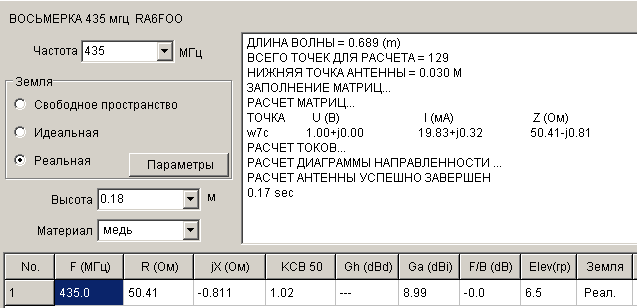 ВОСЬМЕРКА 435 мгц RA6FOO
Частота 435 МГц
Земля
Свободное пространство
Идеальная
Реальная Параметры
Высота 0.18 м
Материал медь
ДЛИНА ВОЛНЫ = 0.689 (m)
ВСЕГО ТОЧЕК ДЛЯ РАСЧЕТА = 129
НИЖНЯЯ ТОЧКА АНТЕННЫ = 0.030 М
ЗАПОЛНЕНИЕ МАТРИЦ...
РАСЧЕТ МАТРИЦ...
ТОЧКА U (В) I (мА) Z (Ом)
w7c 1.00+j0.00 19.83+j0.32 50.41-j0.81
РАСЧЕТ ТОКОВ...
РАСЧЕТ ДИАГРАММЫ НАПРАВЛЕННОСТИ ...
РАСЧЕТ АНТЕННЫ УСПЕШНО ЗАВЕРШЕН
0.17 sec
No. F (МГц) R (Ом) jX (Ом) КСВ 50 Gh (dBd) Ga (dBi) F/B (dB) Elev(гр) Земля
1 435.0 50.41 -0.811 1.02 --- 8.99 -0.0 6.5 Реал.